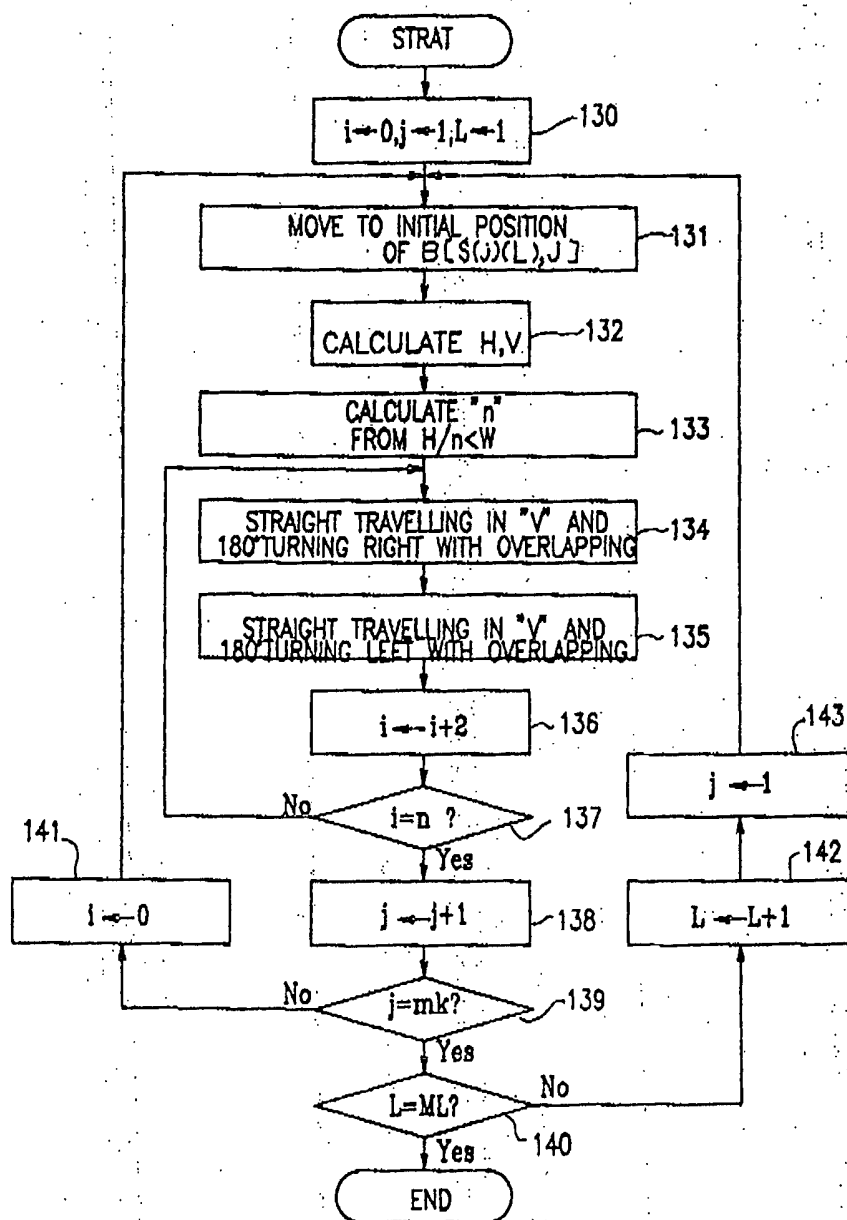 STRAT
i←0,j←1,L←1
130
MOVE TO INITIAL POSITION
OF B[$(j)(L),J]
131
CALCULATE H,V
132
CALCULATE "n"
FROM H/n<W
133
STRAIGHT TRAVELLING IN "V" AND
180°TURNING RIGHT WITH OVERLAPPING
134
STRAIGHT TRAVELLING IN "V" AND
180°TURNING LEFT WITH OVERLAPPING
135
i←i+2
136
143
j←1
No
i=n ?
137
Yes
141
i←0
j←j+1
138
142
L←L+1
No
j=mk?
139
Yes
L=ML?
No
140
Yes
END